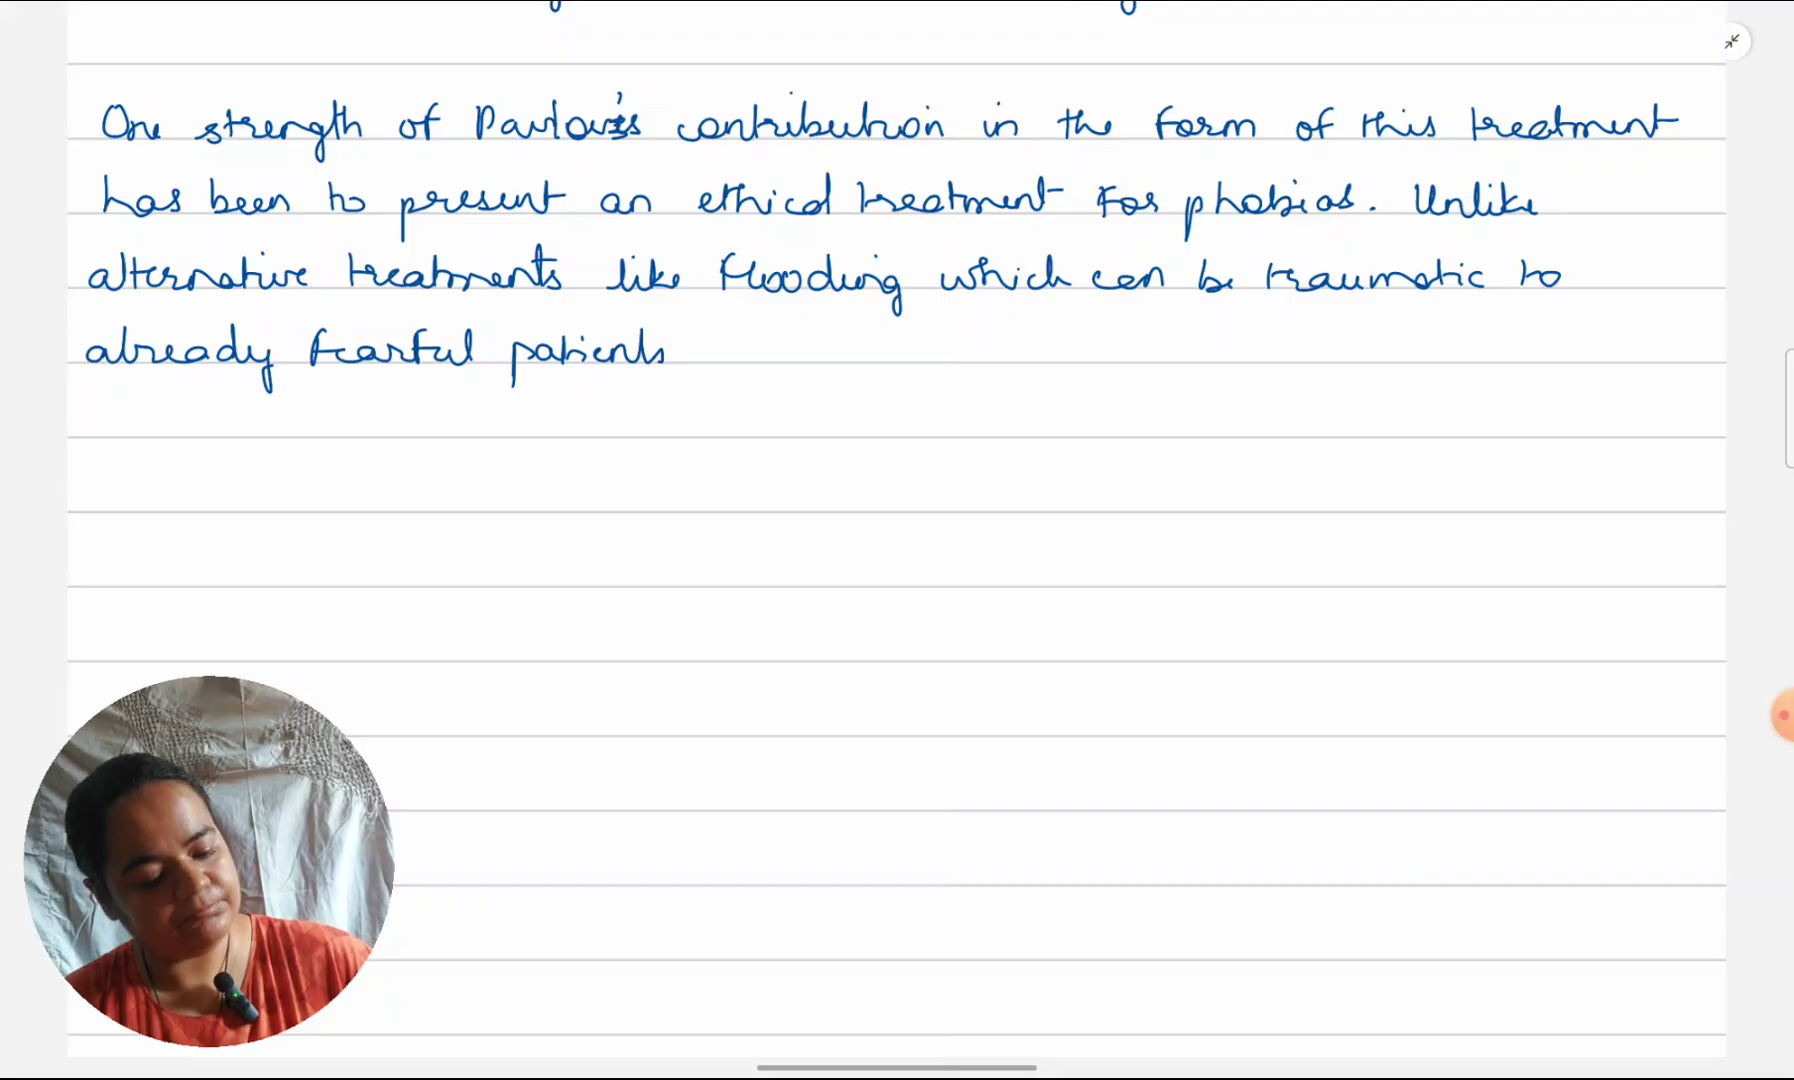 One strength of Pavlov's contribution in the form of this treatment
has been to present an ethical treatment for phobias. Unlike
alternative treatments like flooding which can be traumatic to
already fearful patients